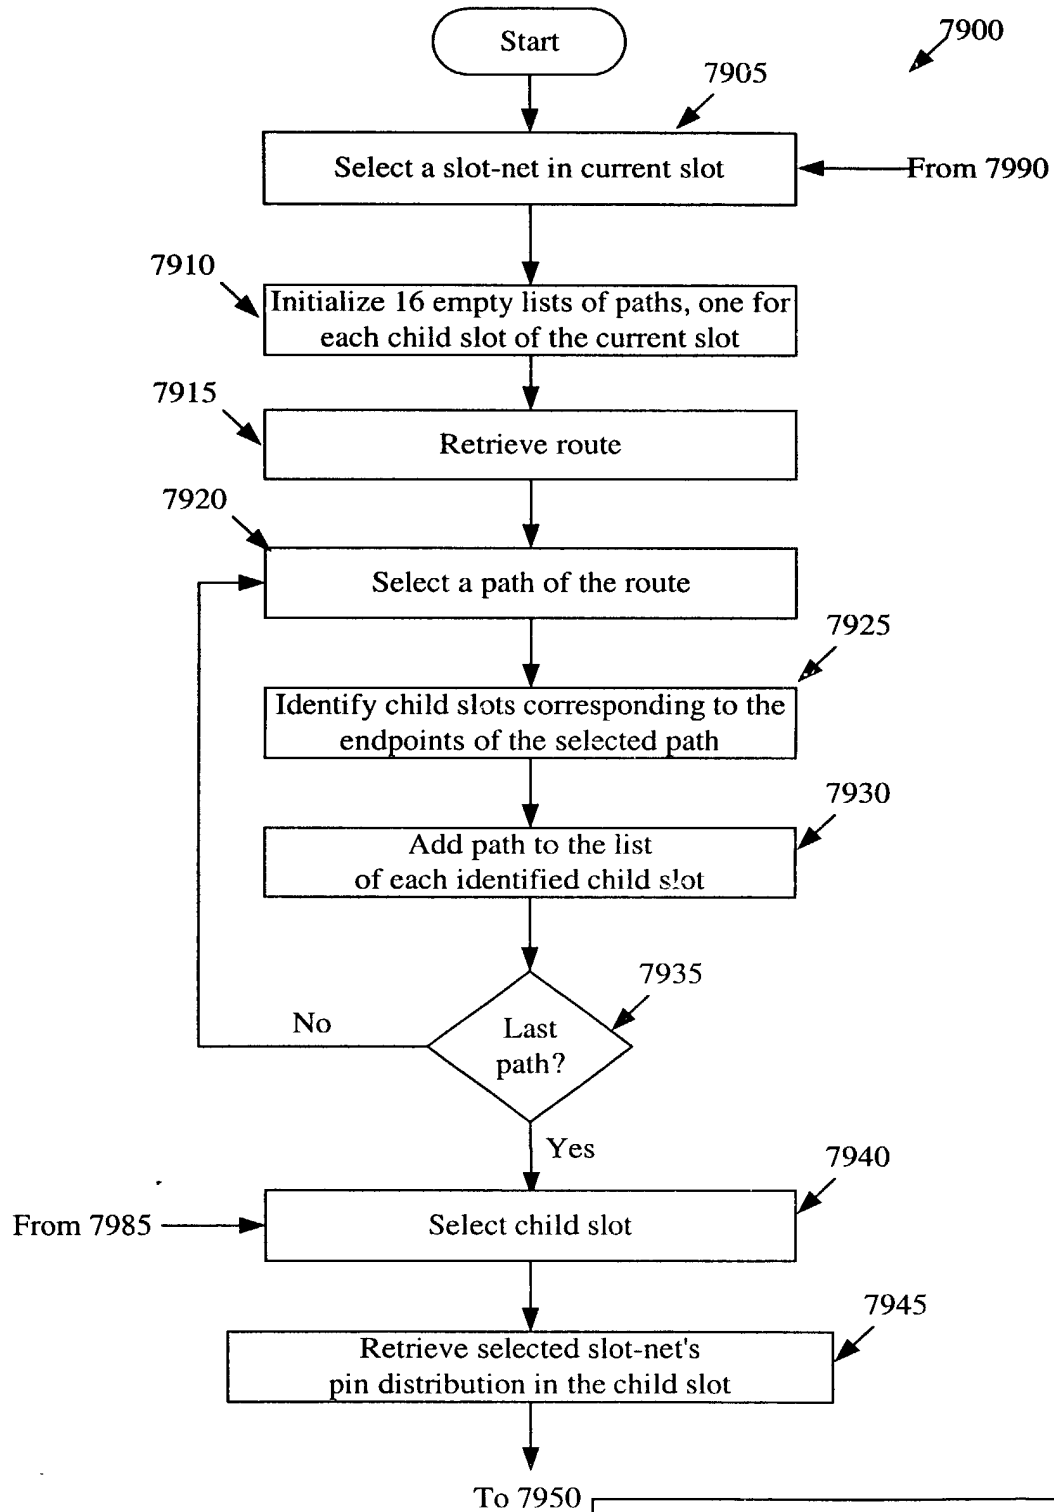 Start
7900
7905
Select a slot-net in current slot
From 7990
7910
Initialize 16 empty lists of paths, one for
each child slot of the current slot
7915
Retrieve route
7920
Select a path of the route
7925
Identify child slots corresponding to the
endpoints of the selected path
7930
Add path to the list
of each identified child slot
7935
Last
path?
No
Yes
7940
From 7985
Select child slot
7945
Retrieve selected slot-net's
pin distribution in the child slot
To 7950